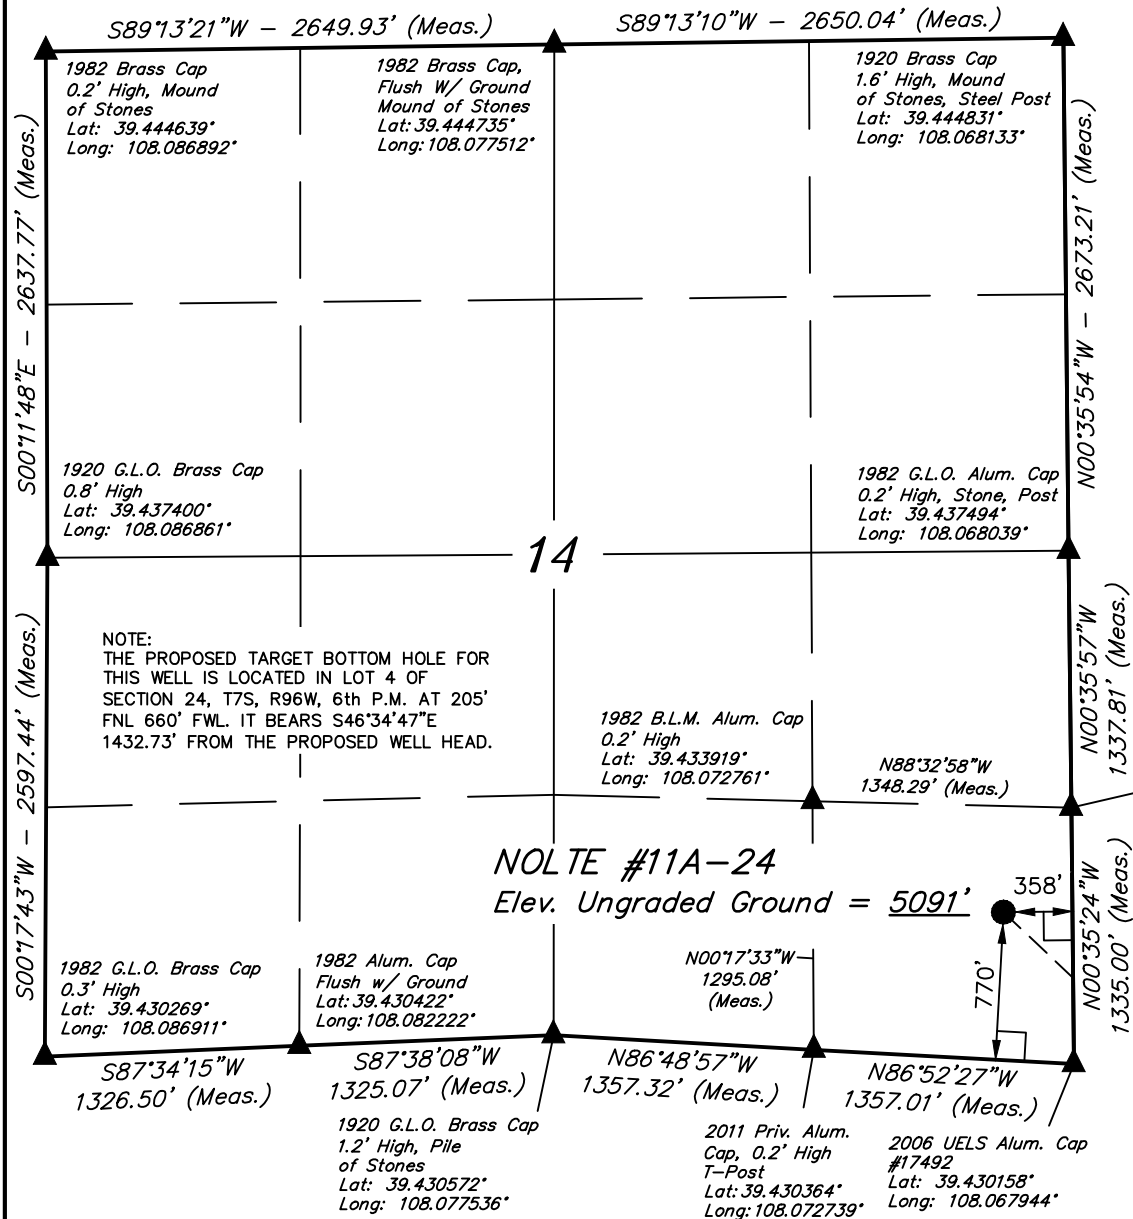 S89°13'21"W - 2649.93' (Meas.)
S89°13'10"W - 2650.04' (Meas.)
1982 Brass Cap
0.2' High, Mound
of Stones
Lat: 39.444639°
Long: 108.086892°
1982 Brass Cap,
Flush W/ Ground
Mound of Stones
Lat: 39.444735°
Long: 108.077512°
1920 Brass Cap
1.6' High, Mound
of Stones, Steel Post
Lat: 39.444831°
Long: 108.068133°
S00°11'48"E - 2637.77' (Meas.)
N00°35'54"W - 2673.21' (Meas.)
1920 G.L.O. Brass Cap
0.8' High
Lat: 39.437400°
Long: 108.086861°
1982 G.L.O. Alum. Cap
0.2' High, Stone, Post
Lat: 39.437494°
Long: 108.068039°
14
NOTE:
THE PROPOSED TARGET BOTTOM HOLE FOR
THIS WELL IS LOCATED IN LOT 4 OF
SECTION 24, T7S, R96W, 6th P.M. AT 205'
FNL 660' FWL. IT BEARS S46°34'47"E
1432.73' FROM THE PROPOSED WELL HEAD.
S00°17'43"W - 2597.44' (Meas.)
N00°35'57"W
1337.81' (Meas.)
1982 B.L.M. Alum. Cap
0.2' High
Lat: 39.433919°
Long: 108.072761°
N88°32'58"W
1348.29' (Meas.)
NOLTE #11A-24
Elev. Ungraded Ground = 5091'
358'
770'
N00°35'24"W
1335.00' (Meas.)
N00°17'33"W
1295.08'
(Meas.)
1982 G.L.O. Brass Cap
0.3' High
Lat: 39.430269°
Long: 108.086911°
1982 Alum. Cap
Flush w/ Ground
Lat: 39.430422°
Long: 108.082222°
S87°34'15"W
1326.50' (Meas.)
S87°38'08"W
1325.07' (Meas.)
N86°48'57"W
1357.32' (Meas.)
N86°52'27"W
1357.01' (Meas.)
1920 G.L.O. Brass Cap
1.2' High, Pile
of Stones
Lat: 39.430572°
Long: 108.077536°
2011 Priv. Alum.
Cap, 0.2' High
T-Post
Lat: 39.430364°
Long: 108.072739°
2006 UELS Alum. Cap
#17492
Lat: 39.430158°
Long: 108.067944°